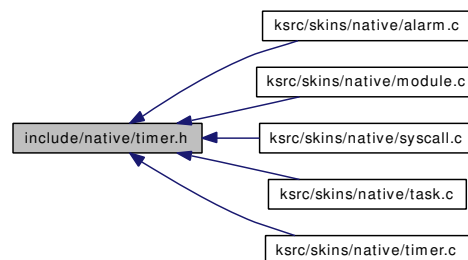 ksrc/skins/native/alarm.c
ksrc/skins/native/module.c
include/native/timer.h
ksrc/skins/native/syscall.c
ksrc/skins/native/task.c
ksrc/skins/native/timer.c